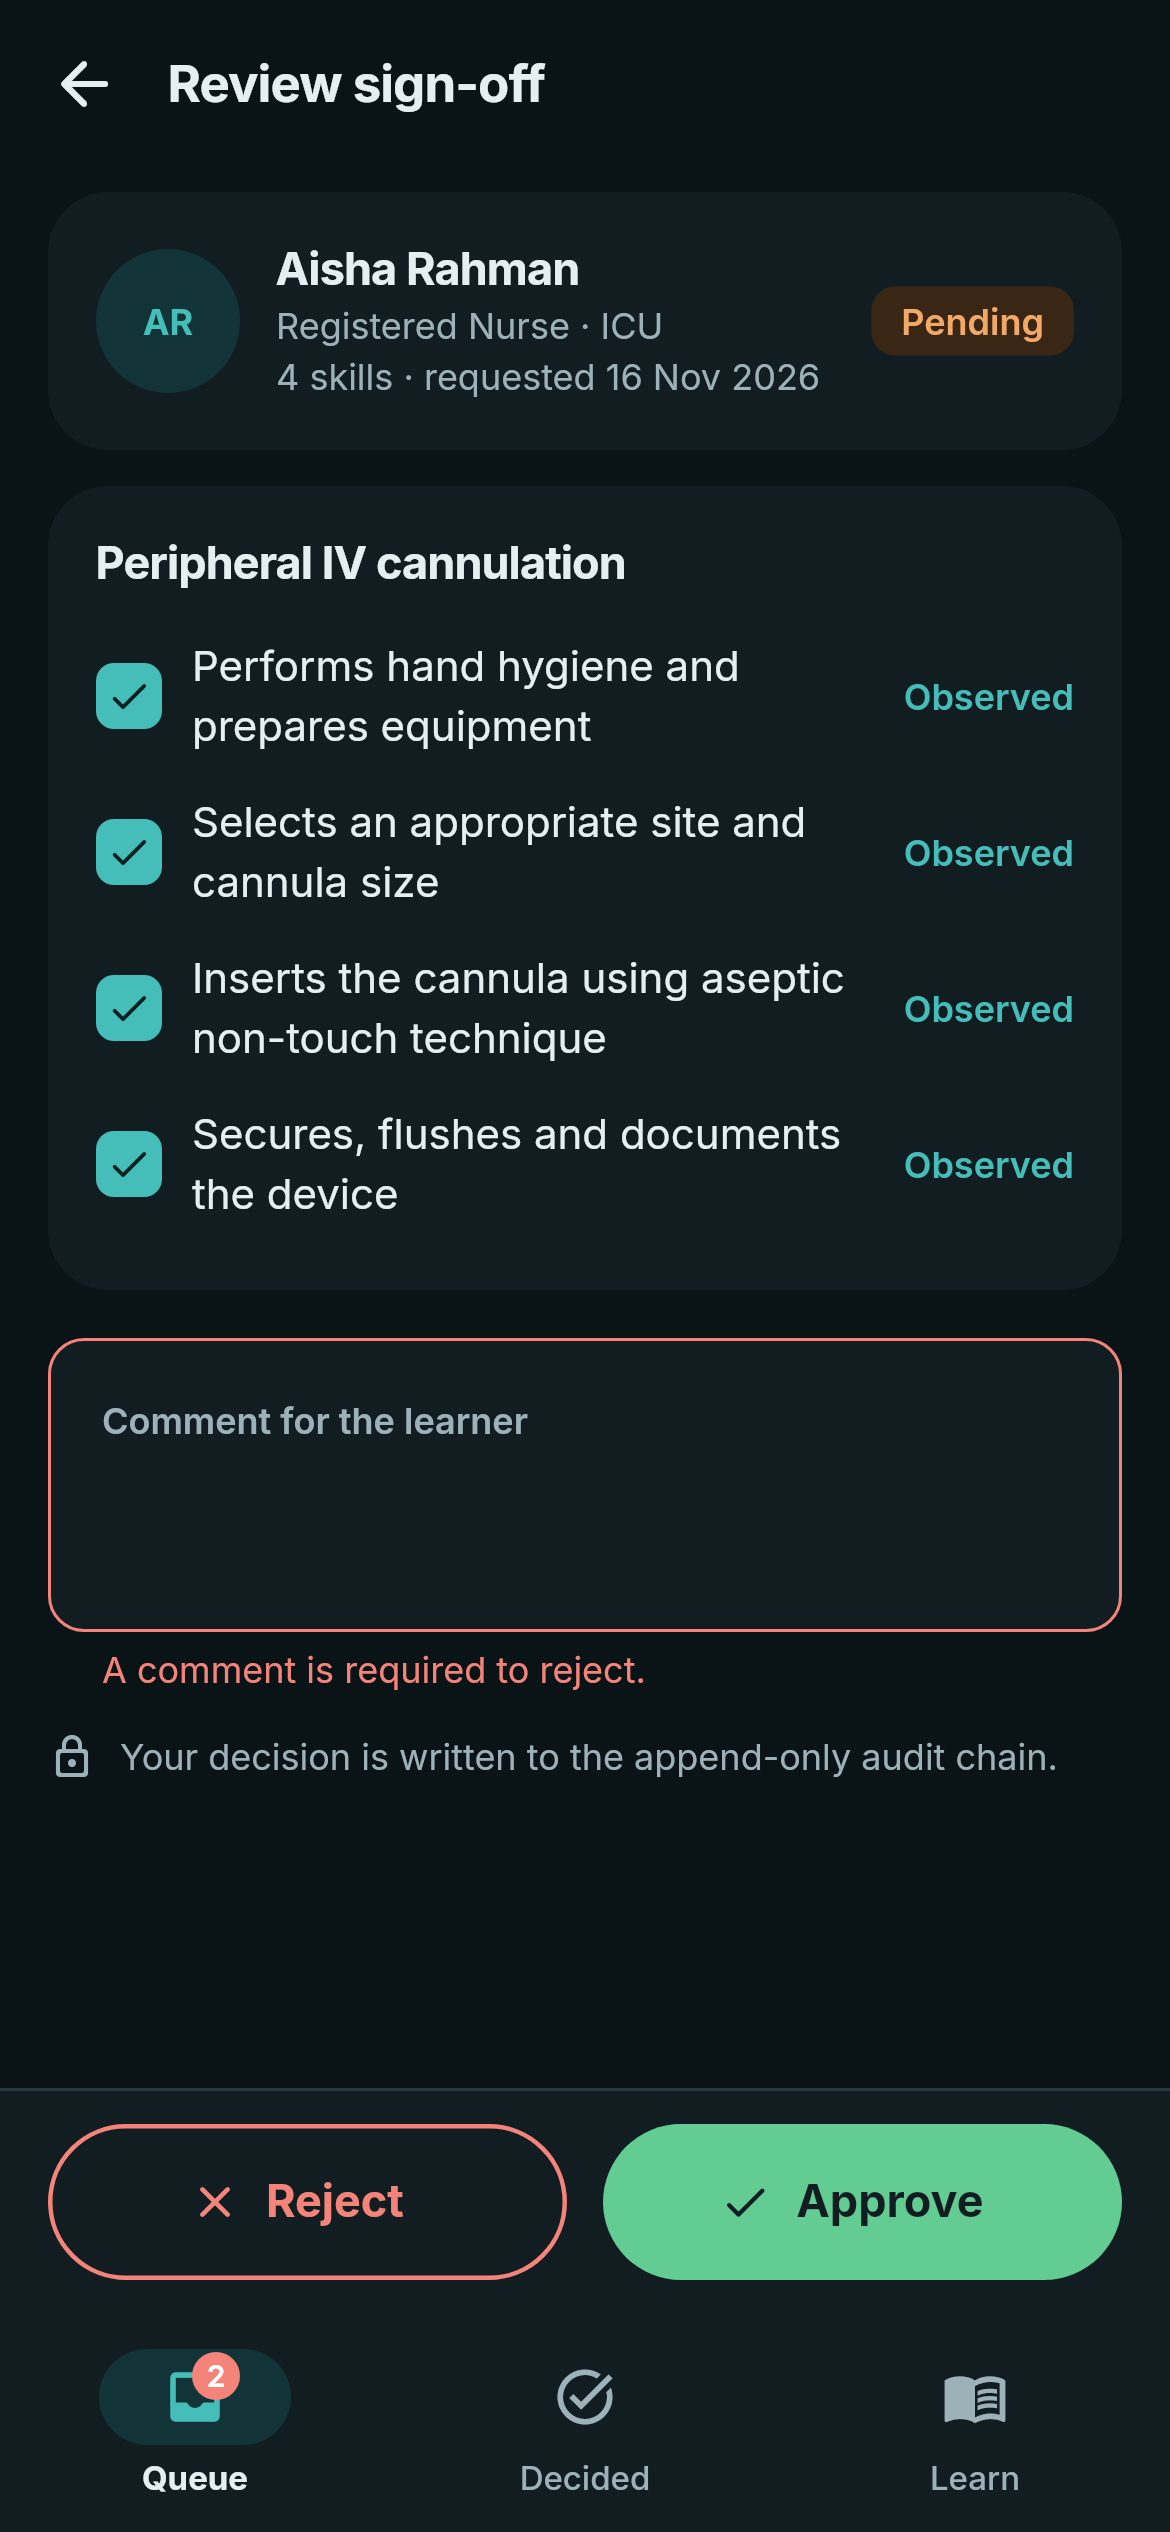 Review sign-off
AR
Aisha Rahman
Registered Nurse · ICU
4 skills · requested 16 Nov 2026
Pending
Peripheral IV cannulation
Performs hand hygiene and
prepares equipment
Observed
Selects an appropriate site and
cannula size
Observed
Inserts the cannula using aseptic
non-touch technique
Observed
Secures, flushes and documents
the device
Observed
Comment for the learner
A comment is required to reject.
Your decision is written to the append-only audit chain.
Reject
Approve
2
Queue
Decided
Learn